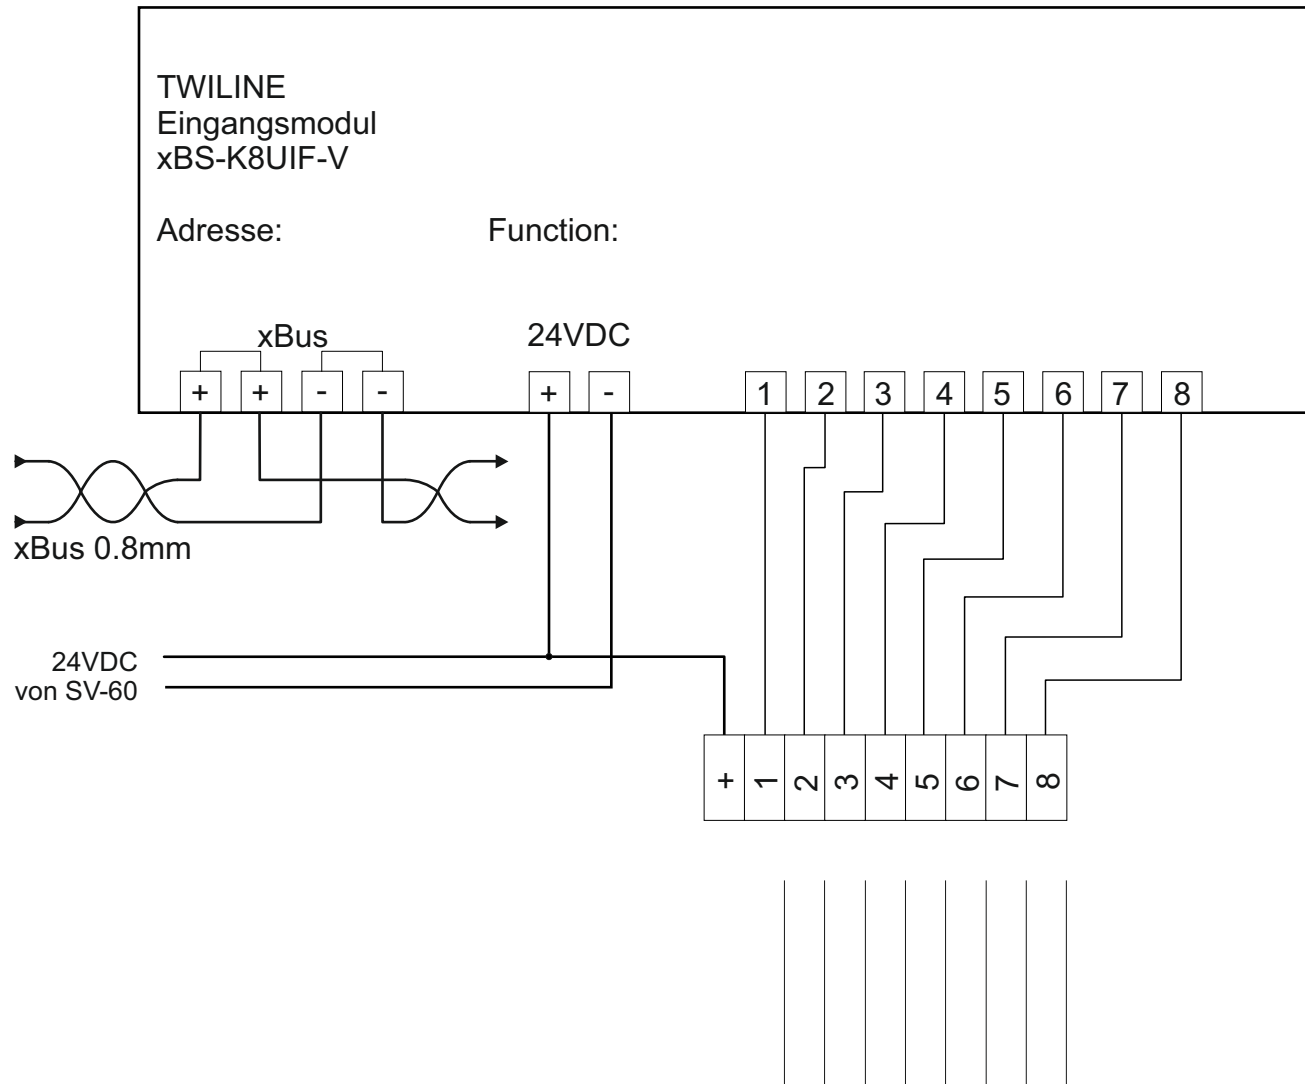 TWILINE
Eingangsmodul
xBS-K8UIF-V
Adresse: Function:
xBus 24VDC
+ + - - + - 1 2 3 4 5 6 7 8
xBus 0.8mm
24VDC
von SV-60
+ 1 2 3 4 5 6 7 8